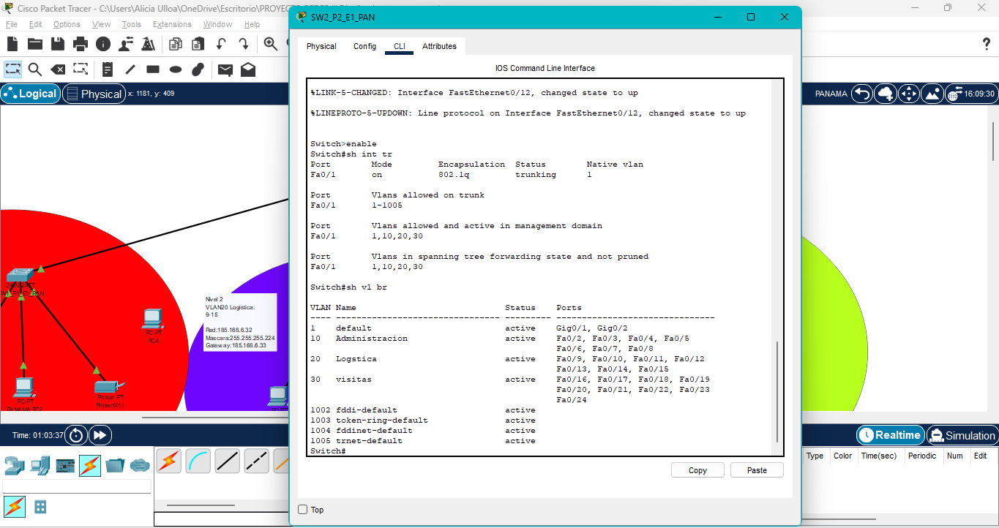 Cisco Packet Tracer - C:\Users\Alicia Ulloa\OneDrive\Escritorio\PROYEC
File Edit Options View Tools Extensions Window Help
Logical
Physical
x: 1181, y: 409
PANAMA
16:09:30
SW2_P2_E1_PAN
Physical Config CLI Attributes
IOS Command Line Interface
%LINK-5-CHANGED: Interface FastEthernet0/12, changed state to up
%LINEPROTO-5-UPDOWN: Line protocol on Interface FastEthernet0/12, changed state to up
Switch>enable
Switch#sh int tr
Port Mode Encapsulation Status Native vlan
Fa0/1 on 802.1q trunking 1
Port Vlans allowed on trunk
Fa0/1 1-1005
Port Vlans allowed and active in management domain
Fa0/1 1,10,20,30
Port Vlans in spanning tree forwarding state and not pruned
Fa0/1 1,10,20,30
Switch#sh vl br
VLAN Name Status Ports
---- -------------------------------- --------- -------------------------------
1 default active Gig0/1, Gig0/2
10 Administracion active Fa0/2, Fa0/3, Fa0/4, Fa0/5
Fa0/6, Fa0/7, Fa0/8
20 Logstica active Fa0/9, Fa0/10, Fa0/11, Fa0/12
Fa0/13, Fa0/14, Fa0/15
30 visitas active Fa0/16, Fa0/17, Fa0/18, Fa0/19
Fa0/20, Fa0/21, Fa0/22, Fa0/23
Fa0/24
1002 fddi-default active
1003 token-ring-default active
1004 fddinet-default active
1005 trnet-default active
Switch#
Copy Paste
Top
PC-PT
PC4
Nivel 2
VLAN20 Logistica:
9-15
Red:185.168.6.32
Mascara:255.255.255.224
Gateway:185.168.6.33
PC-PT
PANAMA PC2
Printer-PT
Printer0(1)
PC-PT
Time: 01:03:37
Realtime
Simulation
Type Color Time(sec) Periodic Num Edit